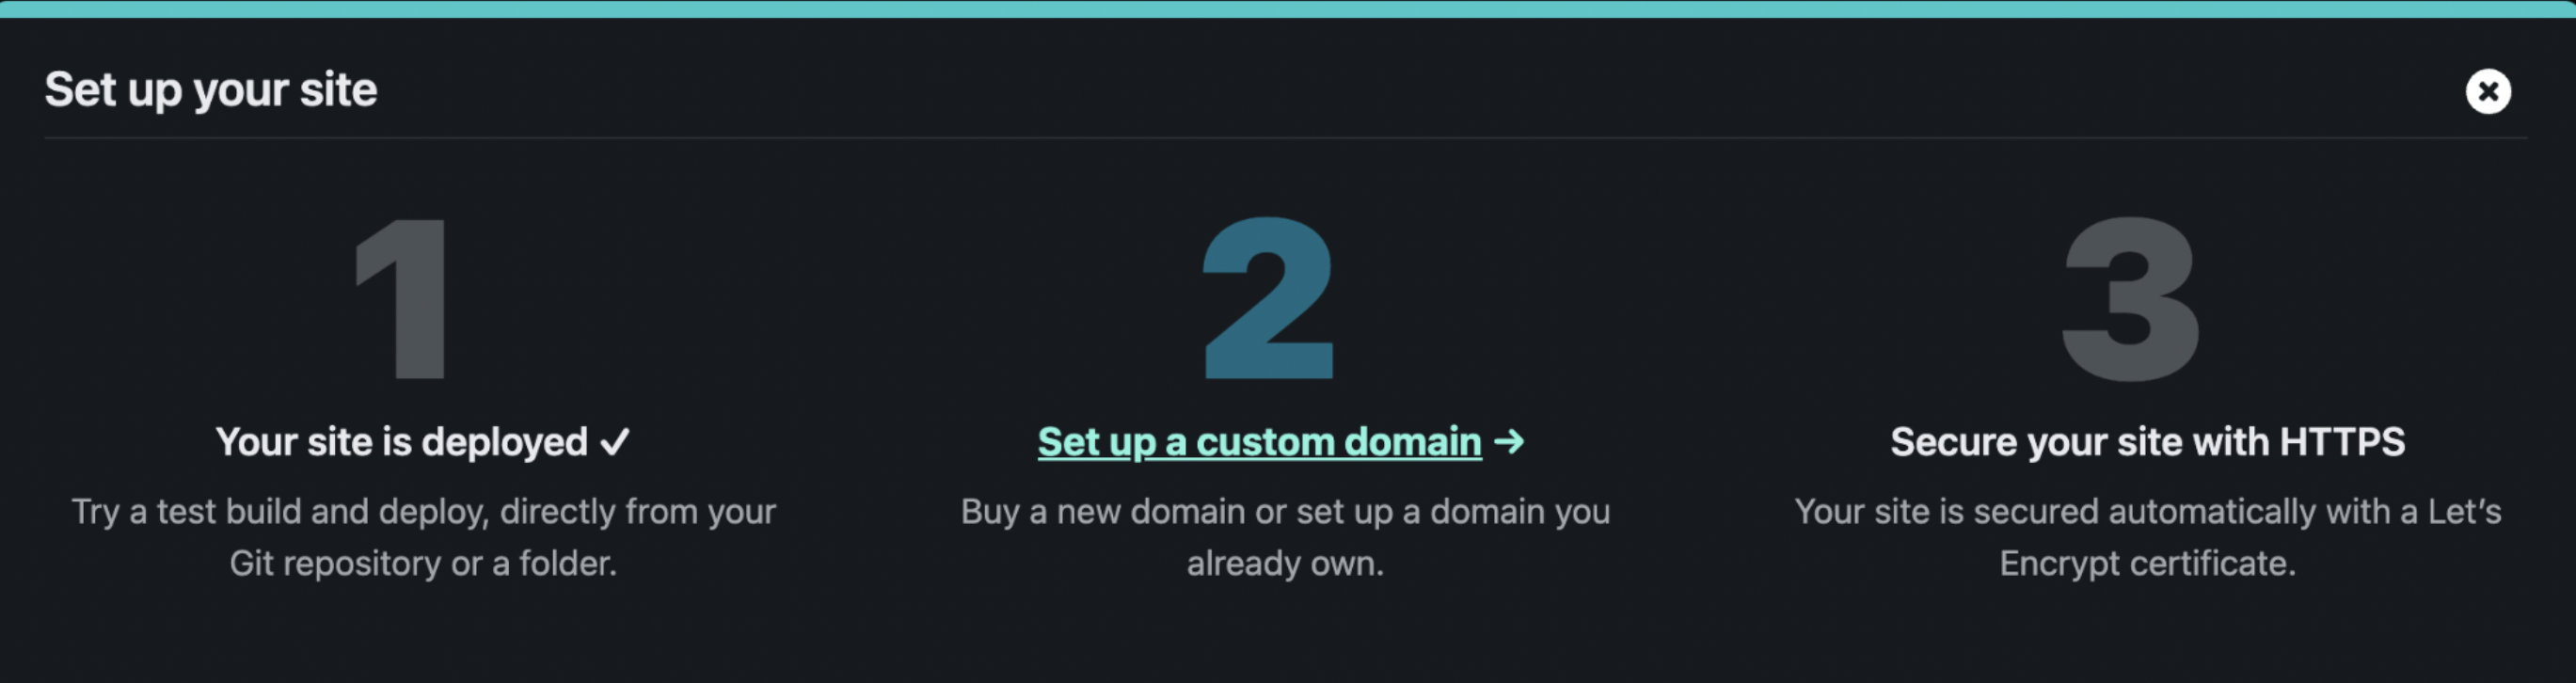 Set up your site
1
Your site is deployed ✓
Try a test build and deploy, directly from your
Git repository or a folder.
2
Set up a custom domain →
Buy a new domain or set up a domain you
already own.
3
Secure your site with HTTPS
Your site is secured automatically with a Let’s
Encrypt certificate.